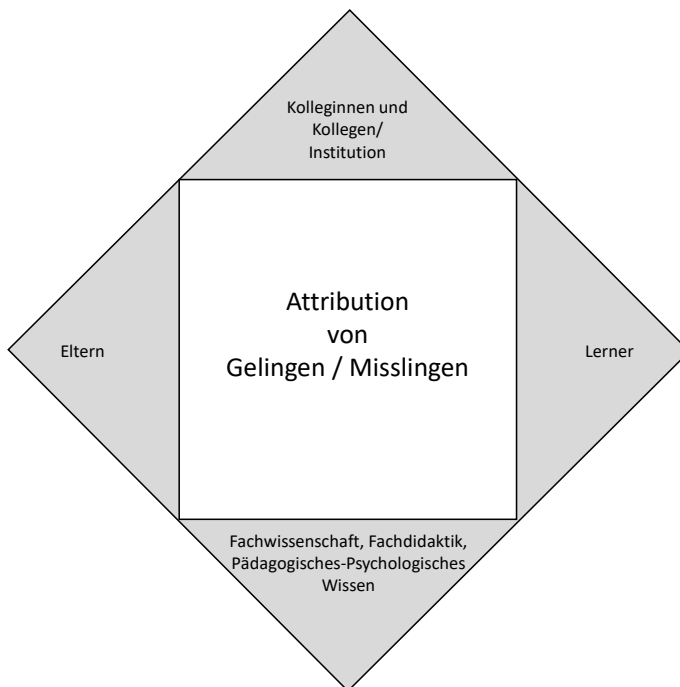 Kolleginnen und
Kollegen/
Institution
Attribution
von
Gelingen / Misslingen
Eltern
Lerner
Fachwissenschaft, Fachdidaktik,
Pädagogisches-Psychologisches
Wissen